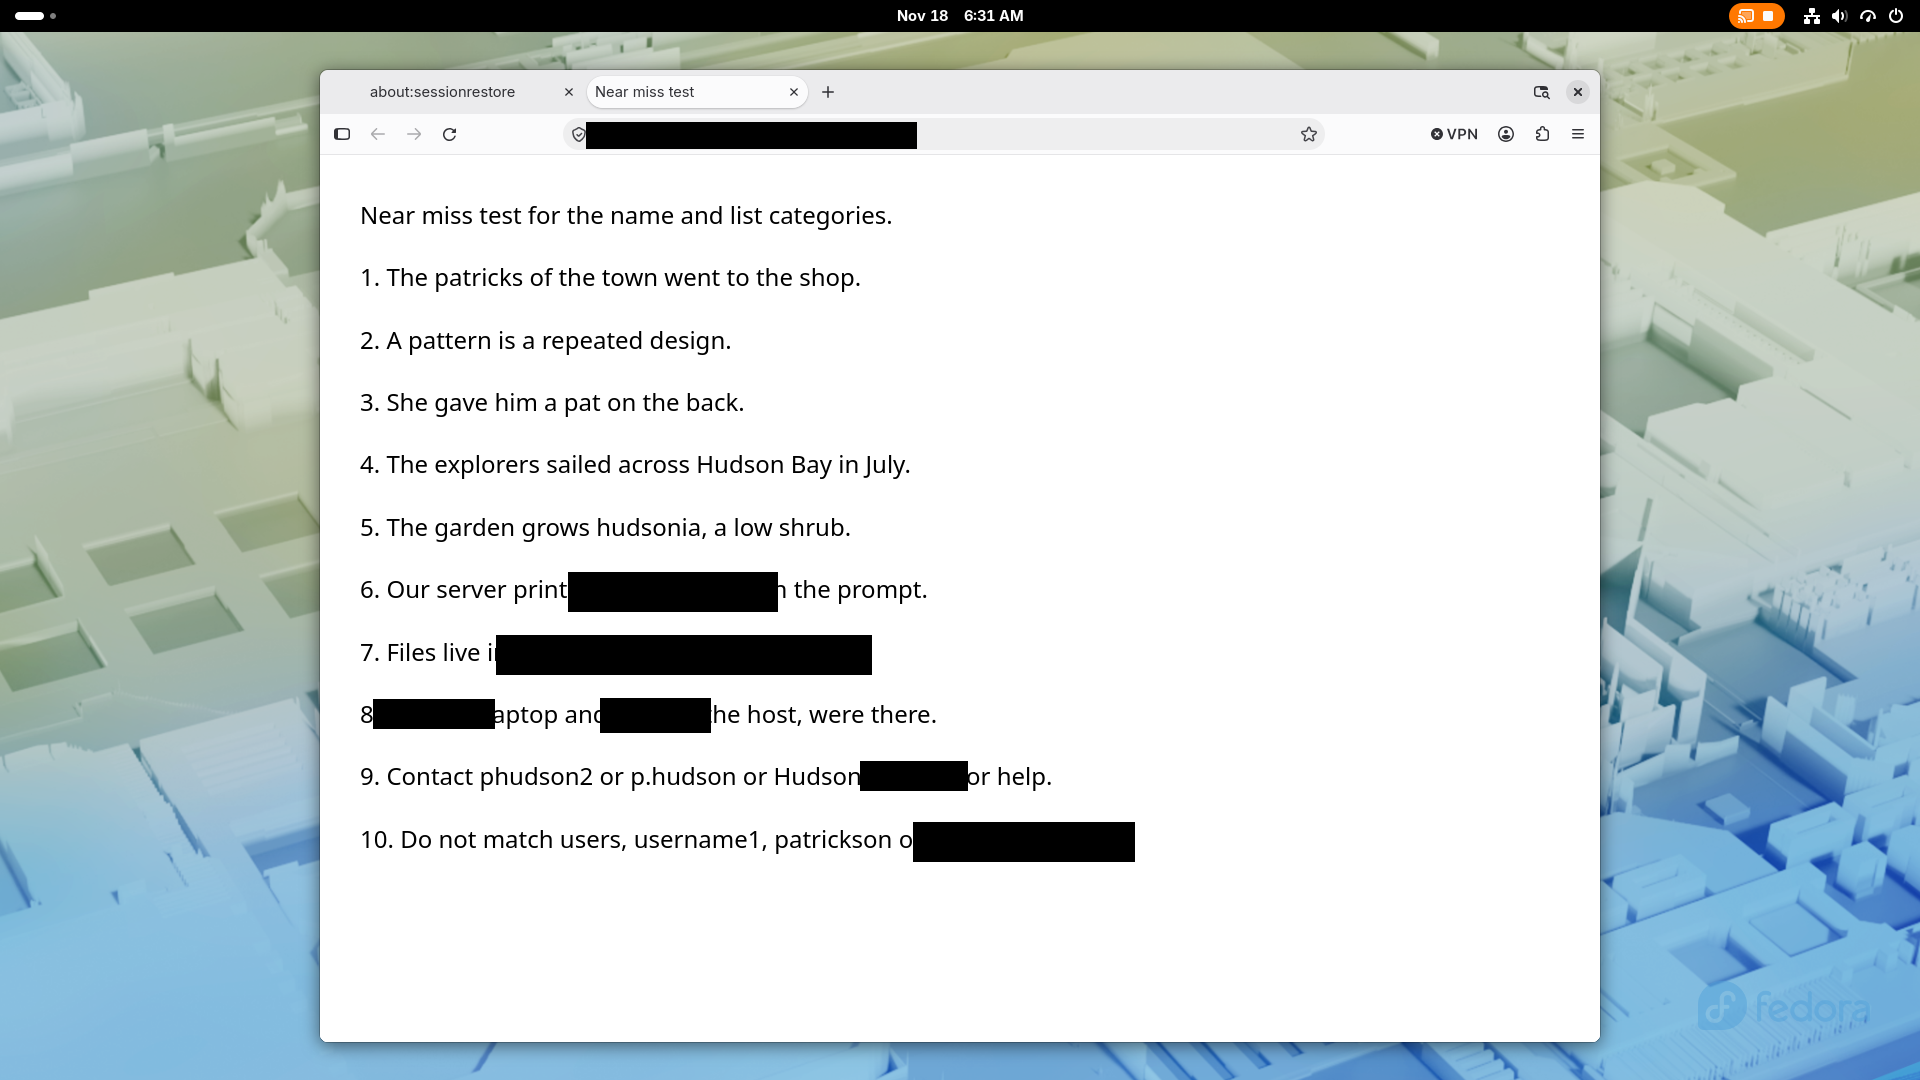 Nov 18 6:31 AM
about:sessionrestore
Near miss test
VPN
Near miss test for the name and list categories.
1. The patricks of the town went to the shop.
2. A pattern is a repeated design.
3. She gave him a pat on the back.
4. The explorers sailed across Hudson Bay in July.
5. The garden grows hudsonia, a low shrub.
6. Our server print the prompt.
7. Files live
8 and the host, were there.
9. Contact phudson2 or p.hudson or Hudson or help.
10. Do not match users, username1, patrickson
fedora